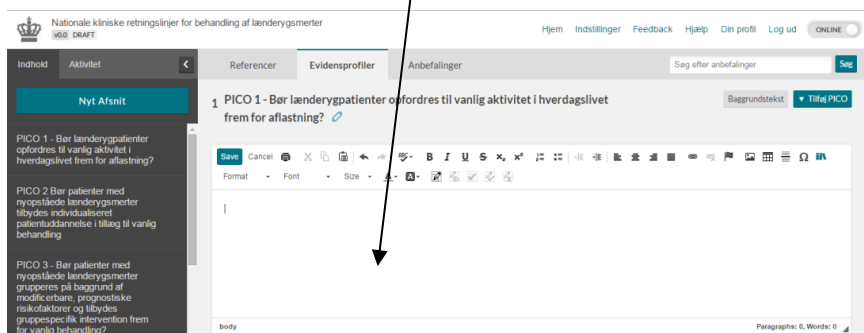 Nationale kliniske retningslinjer for behandling af lænderygsmerter
v0.0 DRAFT
Hjem Indstillinger Feedback Hjælp Din profil Log ud ONLINE
Indhold Aktivitet
Referencer Evidensprofiler Anbefalinger
Søg efter anbefalinger Søg
Nyt Afsnit
1 PICO 1 - Bør lænderygpatienter opfordres til vanlig aktivitet i hverdagslivet
frem for aflastning?
Baggrundstekst Tilføj PICO
PICO 1 - Bør lænderygpatienter
opfordres til vanlig aktivitet i
hverdagslivet frem for aflastning?
Save Cancel
Format Font Size
PICO 2 Bør patienter med
nyopståede lænderygsmerter
tilbydes individualiseret
patientuddannelse i tillæg til vanlig
behandling
PICO 3 - Bør patienter med
nyopståede lænderygsmerter
grupperes på baggrund af
modificerbare, prognostiske
risikofaktorer og tilbydes
gruppespecifik intervention frem
for vanlig behandling?
body
Paragraphs: 0, Words: 0